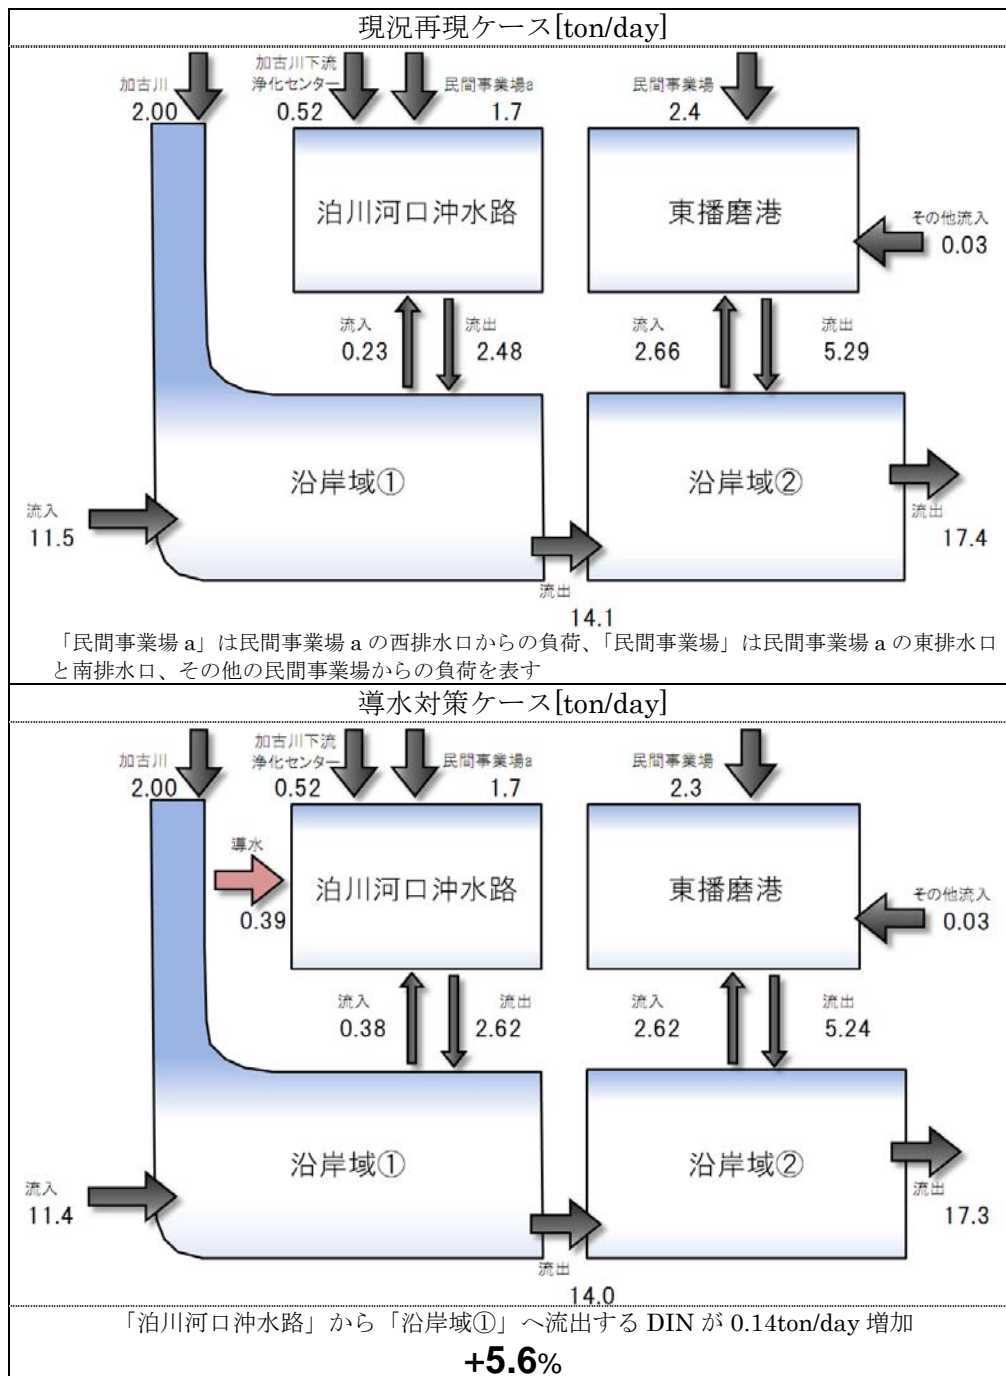 現況再現ケース[ton/day]
加古川
2.00
加古川下流
浄化センター
0.52
民間事業場a
1.7
民間事業場
2.4
泊川河口沖水路
東播磨港
その他流入
0.03
流入
0.23
流出
2.48
流入
2.66
流出
5.29
沿岸域①
沿岸域②
流入
11.5
流出
14.1
流出
17.4
「民間事業場 a」は民間事業場 a の西排水口からの負荷、「民間事業場」は民間事業場 a の東排水口
と南排水口、その他の民間事業場からの負荷を表す
導水対策ケース[ton/day]
加古川
2.00
加古川下流
浄化センター
0.52
民間事業場a
1.7
民間事業場
2.3
導水
0.39
泊川河口沖水路
東播磨港
その他流入
0.03
流入
0.38
流出
2.62
流入
2.62
流出
5.24
沿岸域①
沿岸域②
流入
11.4
流出
14.0
流出
17.3
「泊川河口沖水路」から「沿岸域①」へ流出する DIN が 0.14ton/day 増加
+5.6%